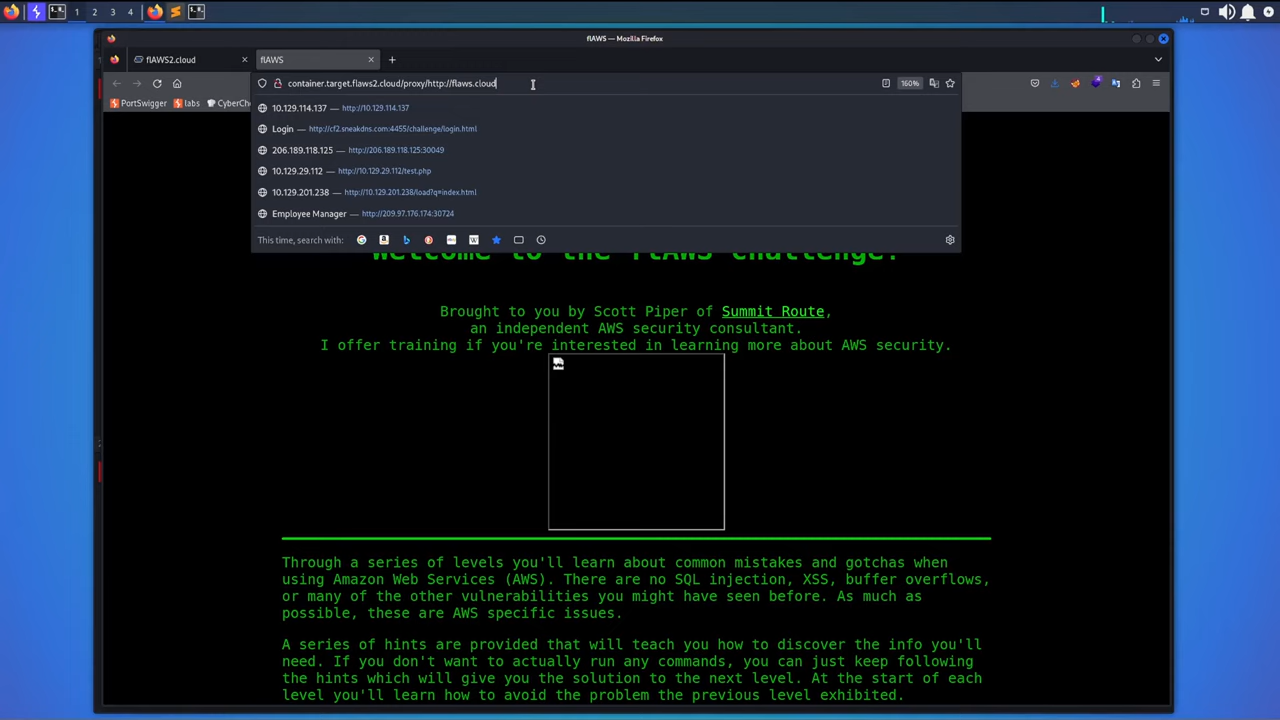 1 2 3 4
flAWS — Mozilla Firefox
flAWS2.cloud
flAWS
container.target.flaws2.cloud/proxy/http://flaws.cloud
160%
PortSwigger labs CyberChe
10.129.114.137 — http://10.129.114.137
Login — http://cf2.sneakdns.com:4455/challenge/login.html
206.189.118.125 — http://206.189.118.125:30049
10.129.29.112 — http://10.129.29.112/test.php
10.129.201.238 — http://10.129.201.238/load?q=index.html
Employee Manager — http://209.97.176.174:30724
This time, search with:
Welcome to the flAWS challenge!
Brought to you by Scott Piper of Summit Route,
an independent AWS security consultant.
I offer training if you're interested in learning more about AWS security.
Through a series of levels you'll learn about common mistakes and gotchas when
using Amazon Web Services (AWS). There are no SQL injection, XSS, buffer overflows,
or many of the other vulnerabilities you might have seen before. As much as
possible, these are AWS specific issues.
A series of hints are provided that will teach you how to discover the info you'll
need. If you don't want to actually run any commands, you can just keep following
the hints which will give you the solution to the next level. At the start of each
level you'll learn how to avoid the problem the previous level exhibited.